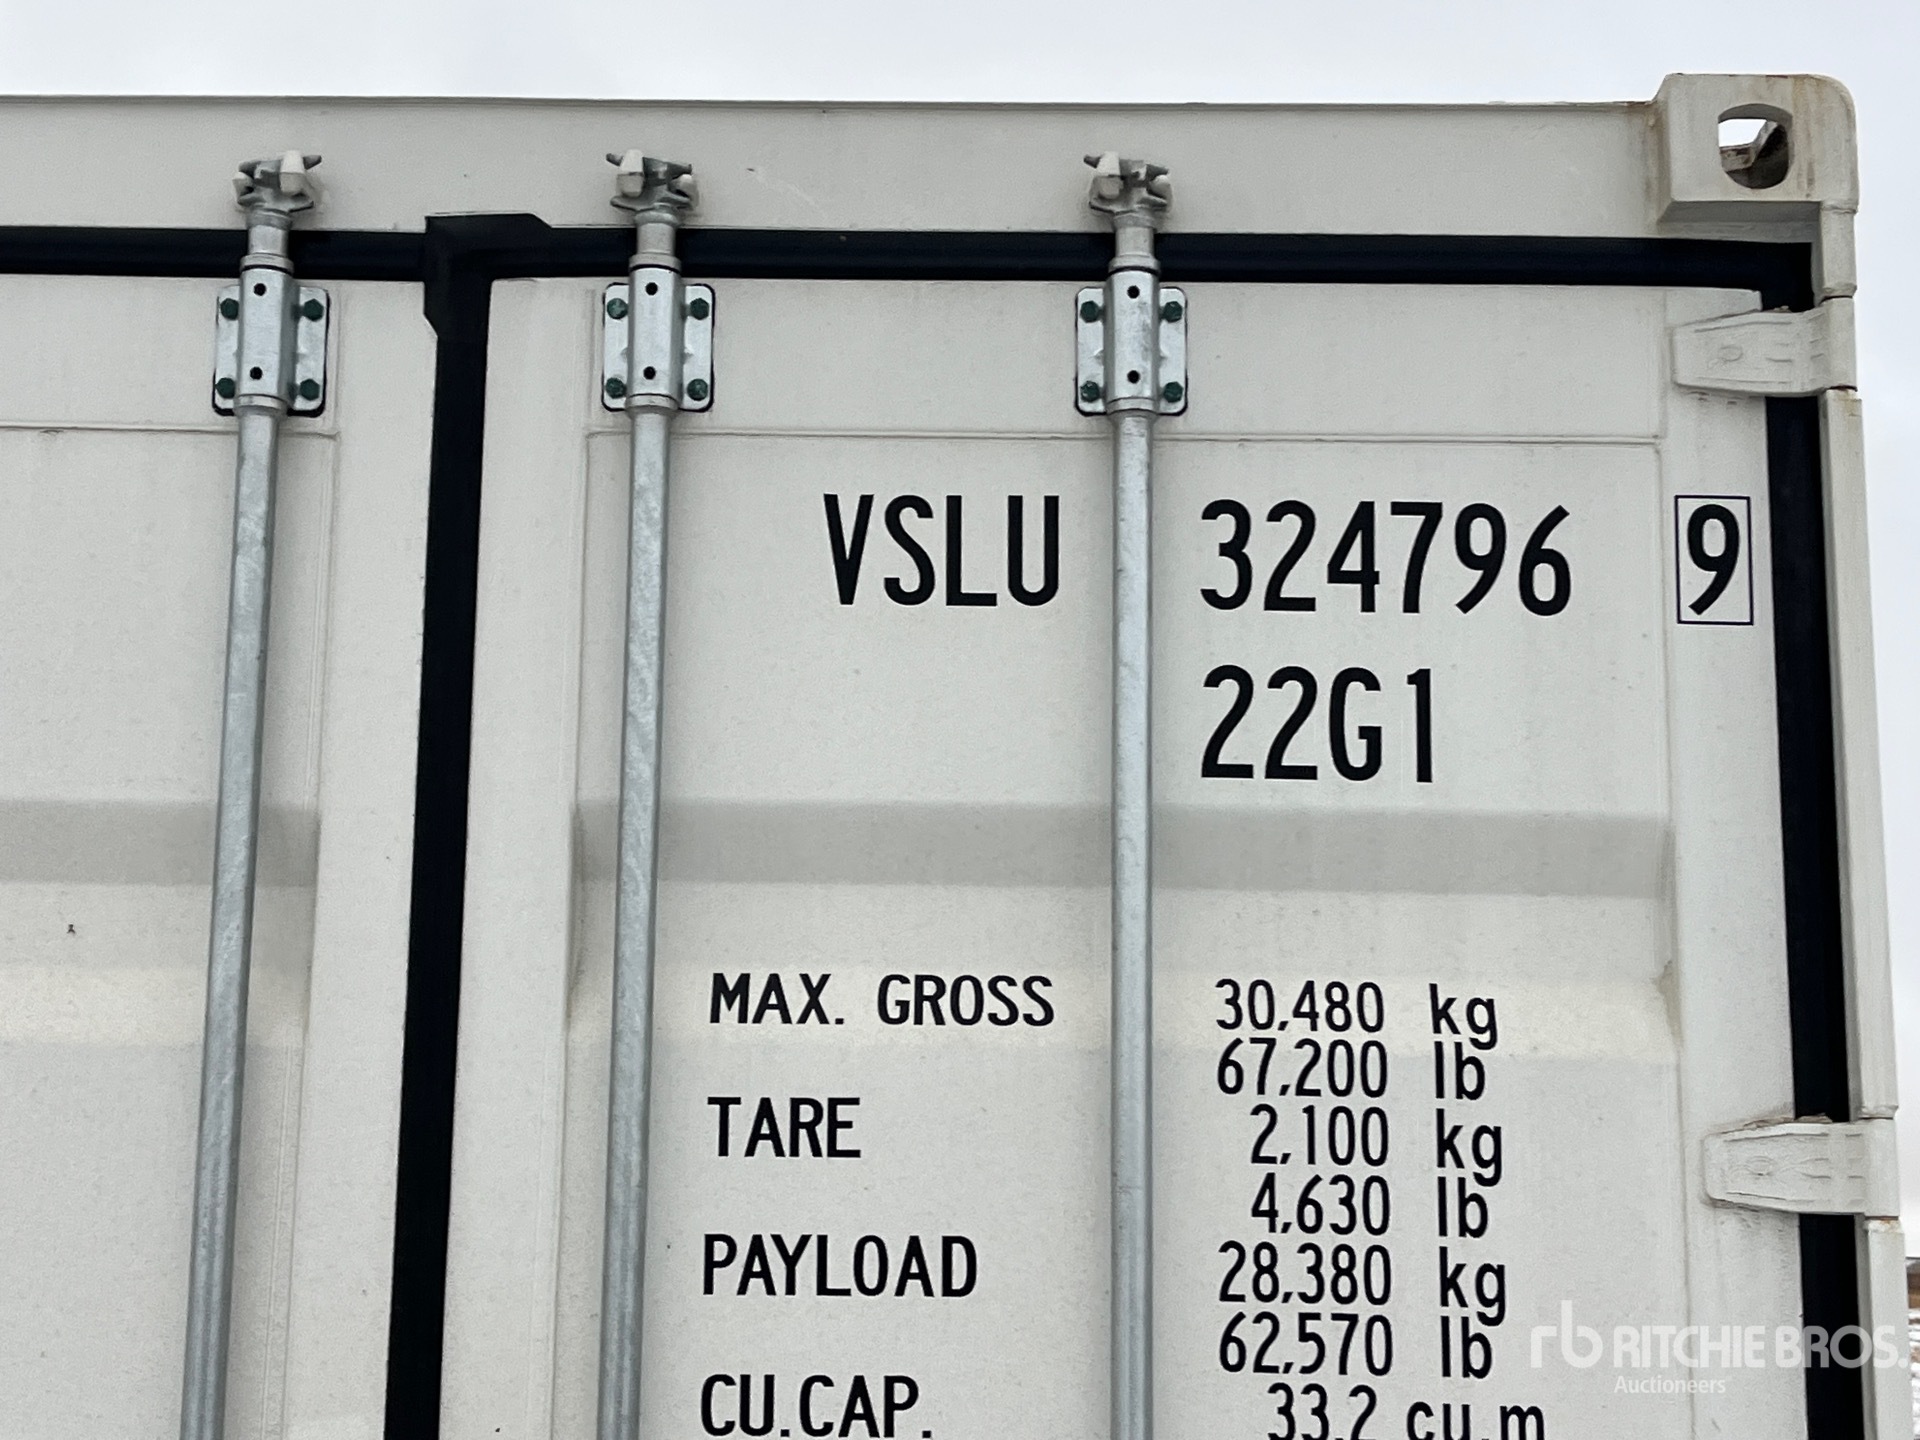 VSLU 324796 9
22G1
MAX. GROSS 30,480 kg
67,200 lb
TARE 2,100 kg
4,630 lb
PAYLOAD 28,380 kg
62,570 lb
CU.CAP. 33.2 cu.m
rb RITCHIE BROS.
Auctioneers